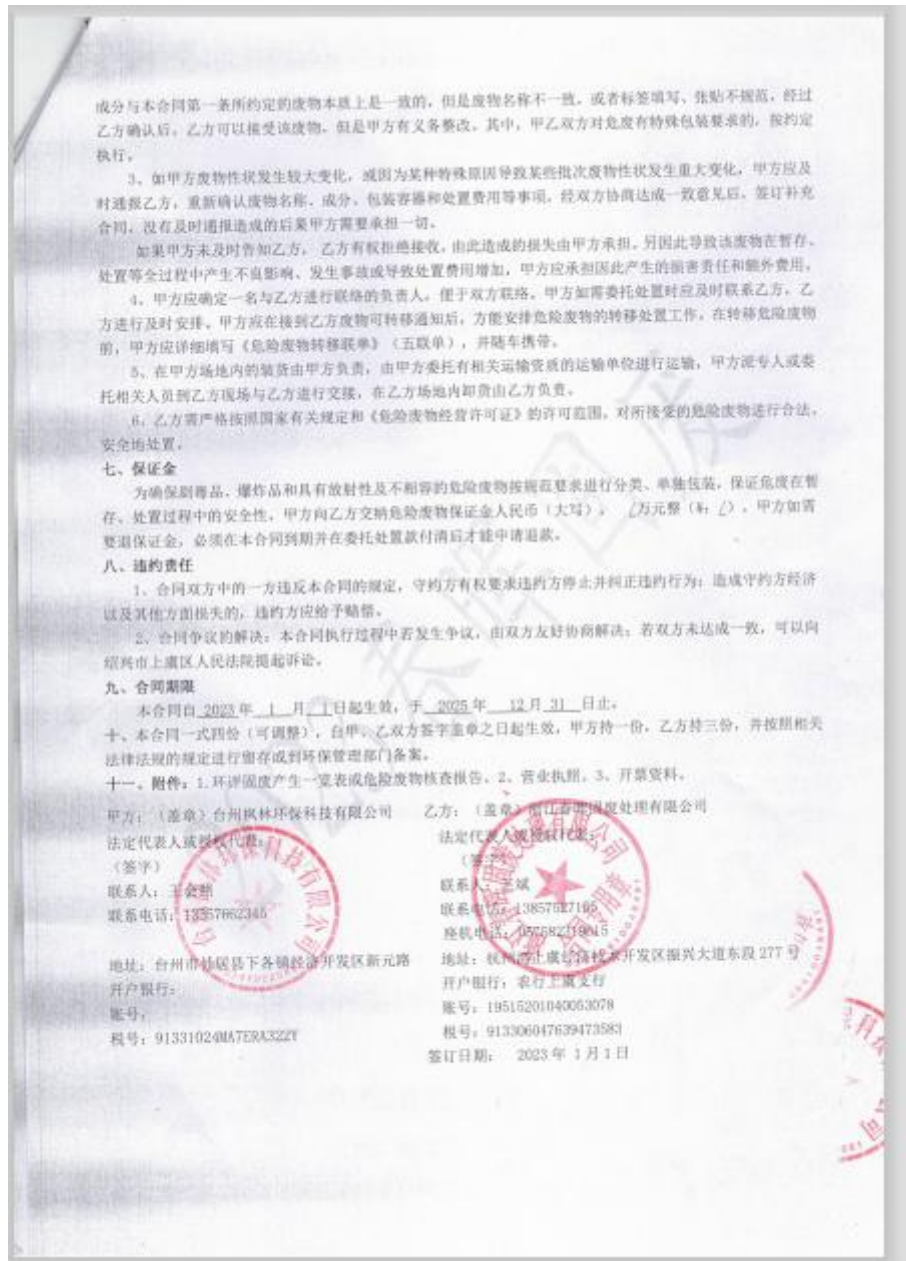 成分与本合同第一条所约定的废物本质上是一致的，但是废物名称不一致，或者标签填写、张贴不规范，经过
乙方确认后，乙方可以接受该废物，但是甲方有义务整改。其中，甲乙双方对危废有特殊包装要求的，按约定
执行。
3、如甲方废物性状发生较大变化，或因为某种特殊原因导致某些批次废物性状发生重大变化，甲方应及
时通报乙方，重新确认废物名称、成分、包装容器和处置费用等事项，经双方协商达成一致意见后，签订补充
合同，没有及时通报造成的后果甲方需要承担一切。
如果甲方未及时告知乙方，乙方有权拒绝接收，由此造成的损失由甲方承担。另因此导致该废物在暂存、
处置等全过程中产生不良影响、发生事故或导致处置费用增加，甲方应承担因此产生的损害责任和额外费用。
4、甲方应确定一名与乙方进行联络的负责人，便于双方联络。甲方如需委托处置时应及时联系乙方，乙
方进行及时安排。甲方应在接到乙方废物可转移通知后，方能安排危险废物的转移处置工作。在转移危险废物
前，甲方应详细填写《危险废物转移联单》（五联单），并随车携带。
5、在甲方场地内的装货由甲方负责，由甲方委托有相关运输资质的运输单位进行运输，甲方派专人或委
托相关人员到乙方现场与乙方进行交接，在乙方场地内卸货由乙方负责。
6、乙方需严格按照国家有关规定和《危险废物经营许可证》的许可范围，对所接受的危险废物进行合法、
安全地处置。
七、保证金
为确保剧毒品、爆炸品和具有放射性及不相容的危险废物按规范要求进行分类、单独包装，保证危废在暂
存、处置过程中的安全性，甲方向乙方交纳危险废物保证金人民币（大写）： /万元整（¥：/）。甲方如需
要退保证金，必须在本合同到期并在委托处置款付清后才能申请退款。
八、违约责任
1、合同双方中的一方违反本合同的规定，守约方有权要求违约方停止并纠正违约行为；造成守约方经济
以及其他方面损失的，违约方应给予赔偿。
2、合同争议的解决：本合同执行过程中若发生争议，由双方友好协商解决；若双方未达成一致，可以向
绍兴市上虞区人民法院提起诉讼。
九、合同期限
本合同自 2023 年 1 月 1 日起生效，于 2025 年 12 月 31 日止。
十、本合同一式四份（可调整），自甲、乙双方签字盖章之日起生效，甲方持一份，乙方持三份，并按照相关
法律法规的规定进行留存或到环保管理部门备案。
十一、附件：1.环评固废产生一览表或危险废物核查报告。2、营业执照。3、开票资料。
甲方：（盖章）台州枫林环保科技有限公司 乙方：（盖章）浙江春晖固废处理有限公司
法定代表人或授权代表： 法定代表人或授权代表：
（签字） （签字）
联系人：王 联系人：王斌
联系电话：13357662345 联系电话：13857527165
座机电话：
地址：台州市仙居县下各镇经济开发区新元路 地址：杭州湾上虞经济技术开发区振兴大道东段 277 号
开户银行： 开户银行：农行上虞支行
账号： 账号：19515201040053078
税号：91331024MA7ERA322Y 税号：913306047639473583
签订日期： 2023 年 1 月 1 日